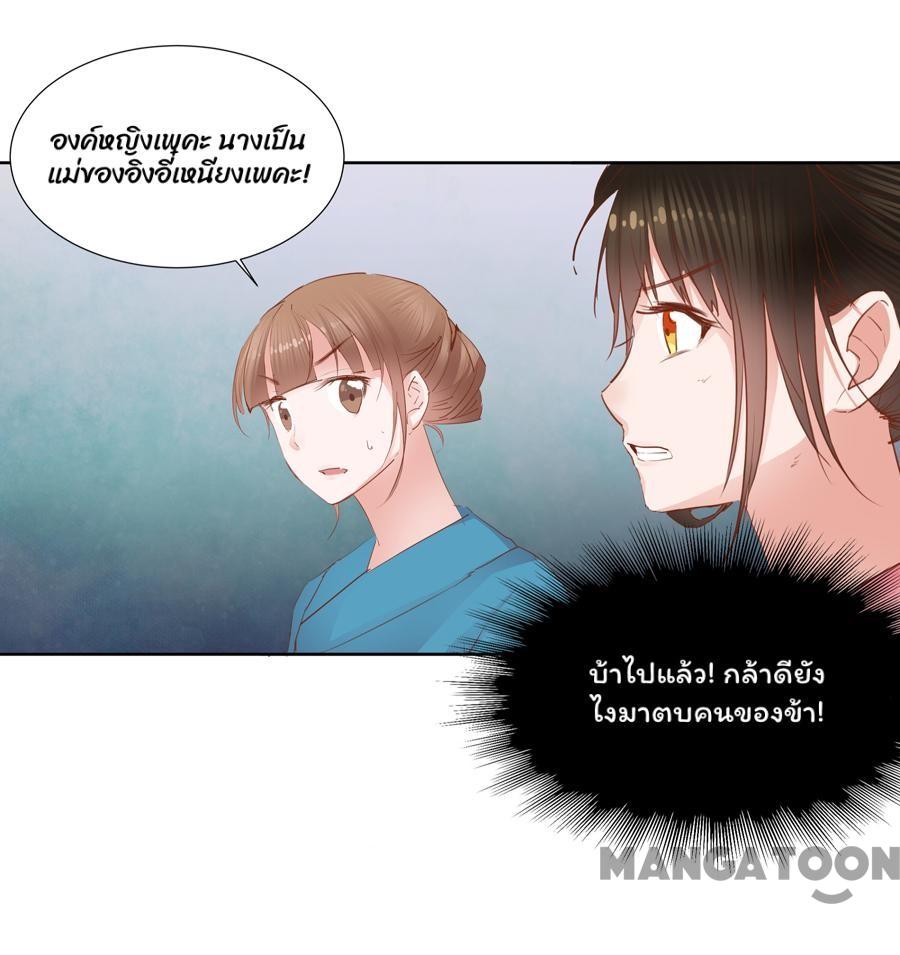 องค์หญิงเพคะ นางเป็น
แม่ของอิงอี๋เหนียงเพคะ!
บ้าไปแล้ว! กล้าดียัง
ไงมาตบคนของข้า!
MANGATOON